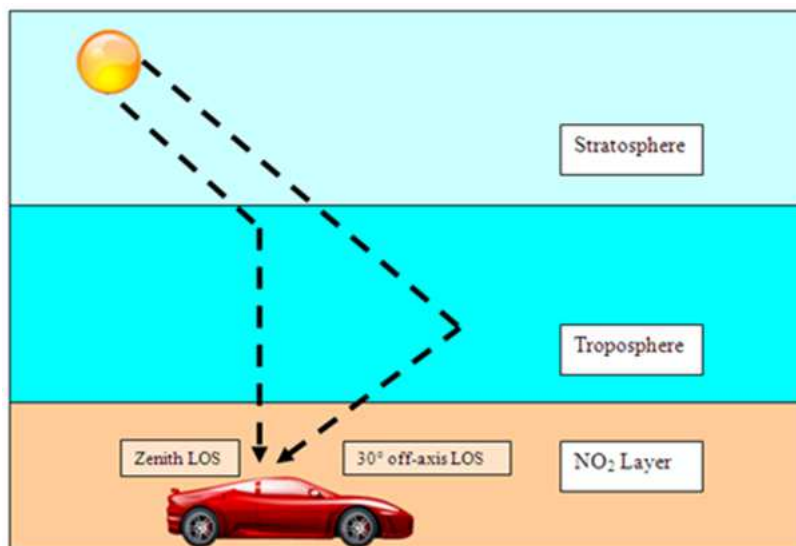 Stratosphere
Troposphere
Zenith LOS
30° off-axis LOS
NO₂ Layer